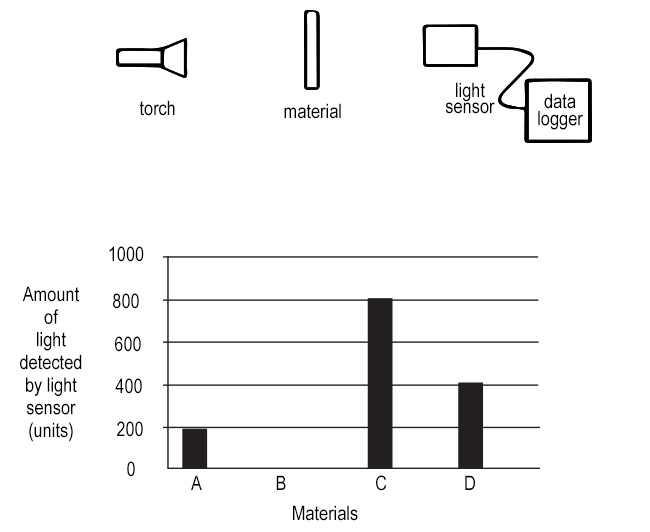 torch
material
light
sensor
data
logger
Amount
of
light
detected
by light
sensor
(units)
1000
800
600
400
200
0
A B C D
Materials